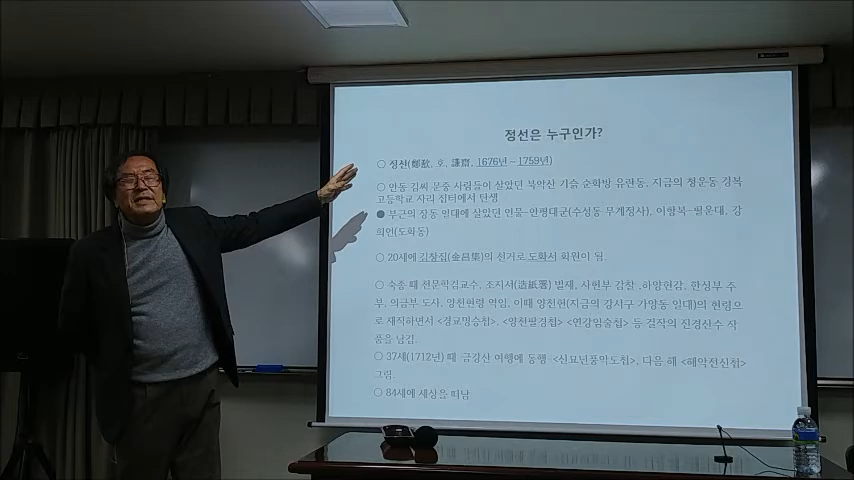 정선은 누구인가?
○ 정선(鄭敾, 호, 謙齋, 1676년 ~ 1759년)
○ 안동 김씨 문중 사람들이 살았던 북악산 기슭 순화방 유란동, 지금의 청운동 경복
고등학교 자리 집터에서 탄생
● 부근의 장동 일대에 살았던 인물-안평대군(수성동 무계정사), 이항복-필운대, 강
희언(도화동)
○ 20세에 김창집(金昌集)의 천거로 도화서 화원이 됨.
○ 숙종 때 천문학겸교수, 조지서(造紙署) 별제, 사헌부 감찰, 하양현감, 한성부 주
부, 의금부 도사, 양천현령 역임, 이때 양천현(지금의 강서구 가양동 일대)의 현령으
로 재직하면서 <경교명승첩>, <양천팔경첩> <연강임술첩> 등 걸작의 진경산수 작
품을 남김.
○ 37세(1712년) 때 금강산 여행에 동행-<신묘년풍악도첩>, 다음 해 <해악전신첩>
그림.
○ 84세에 세상을 떠남